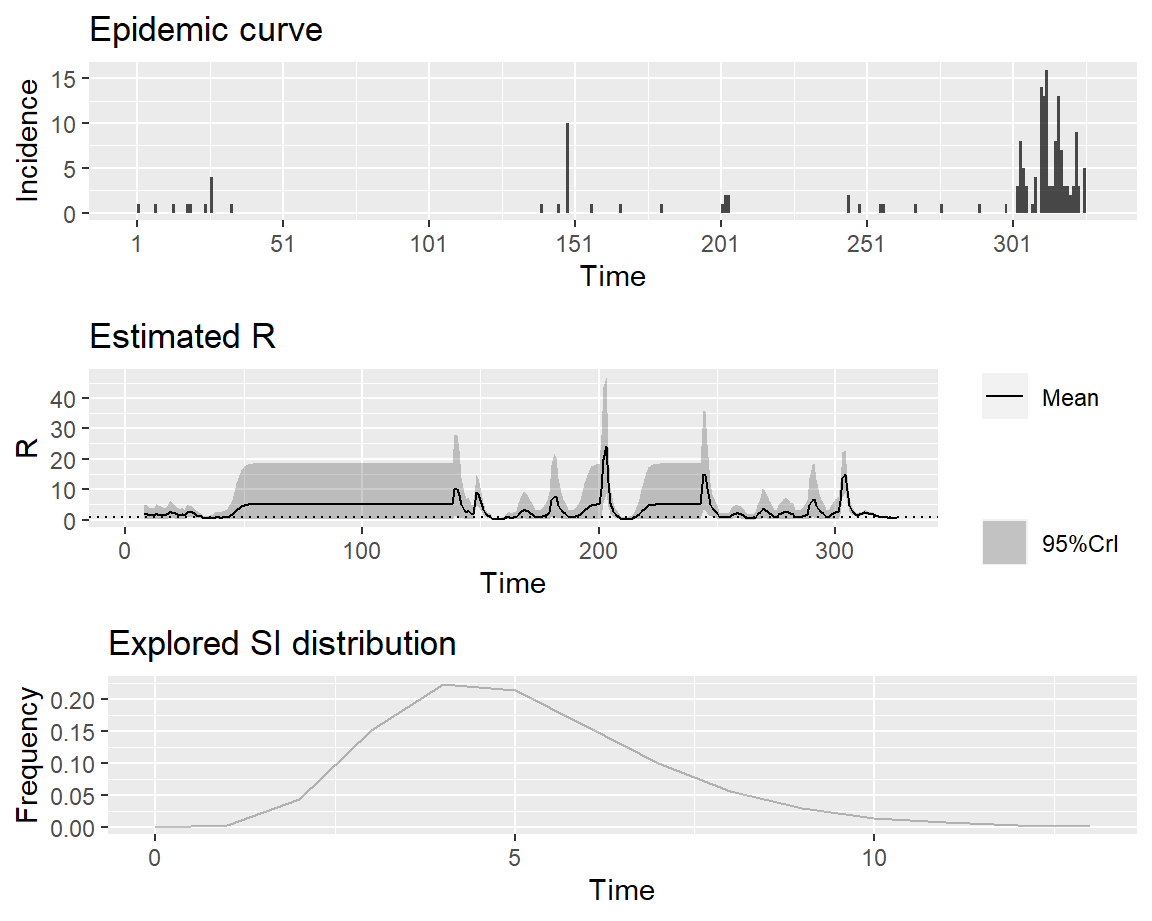 Epidemic curve
Incidence
15
10
5
0
1 51 101 151 201 251 301
Time
Estimated R
R
40
30
20
10
0
0 100 200 300
Time
Mean
95%CrI
Explored SI distribution
Frequency
0.20
0.15
0.10
0.05
0.00
0 5 10
Time